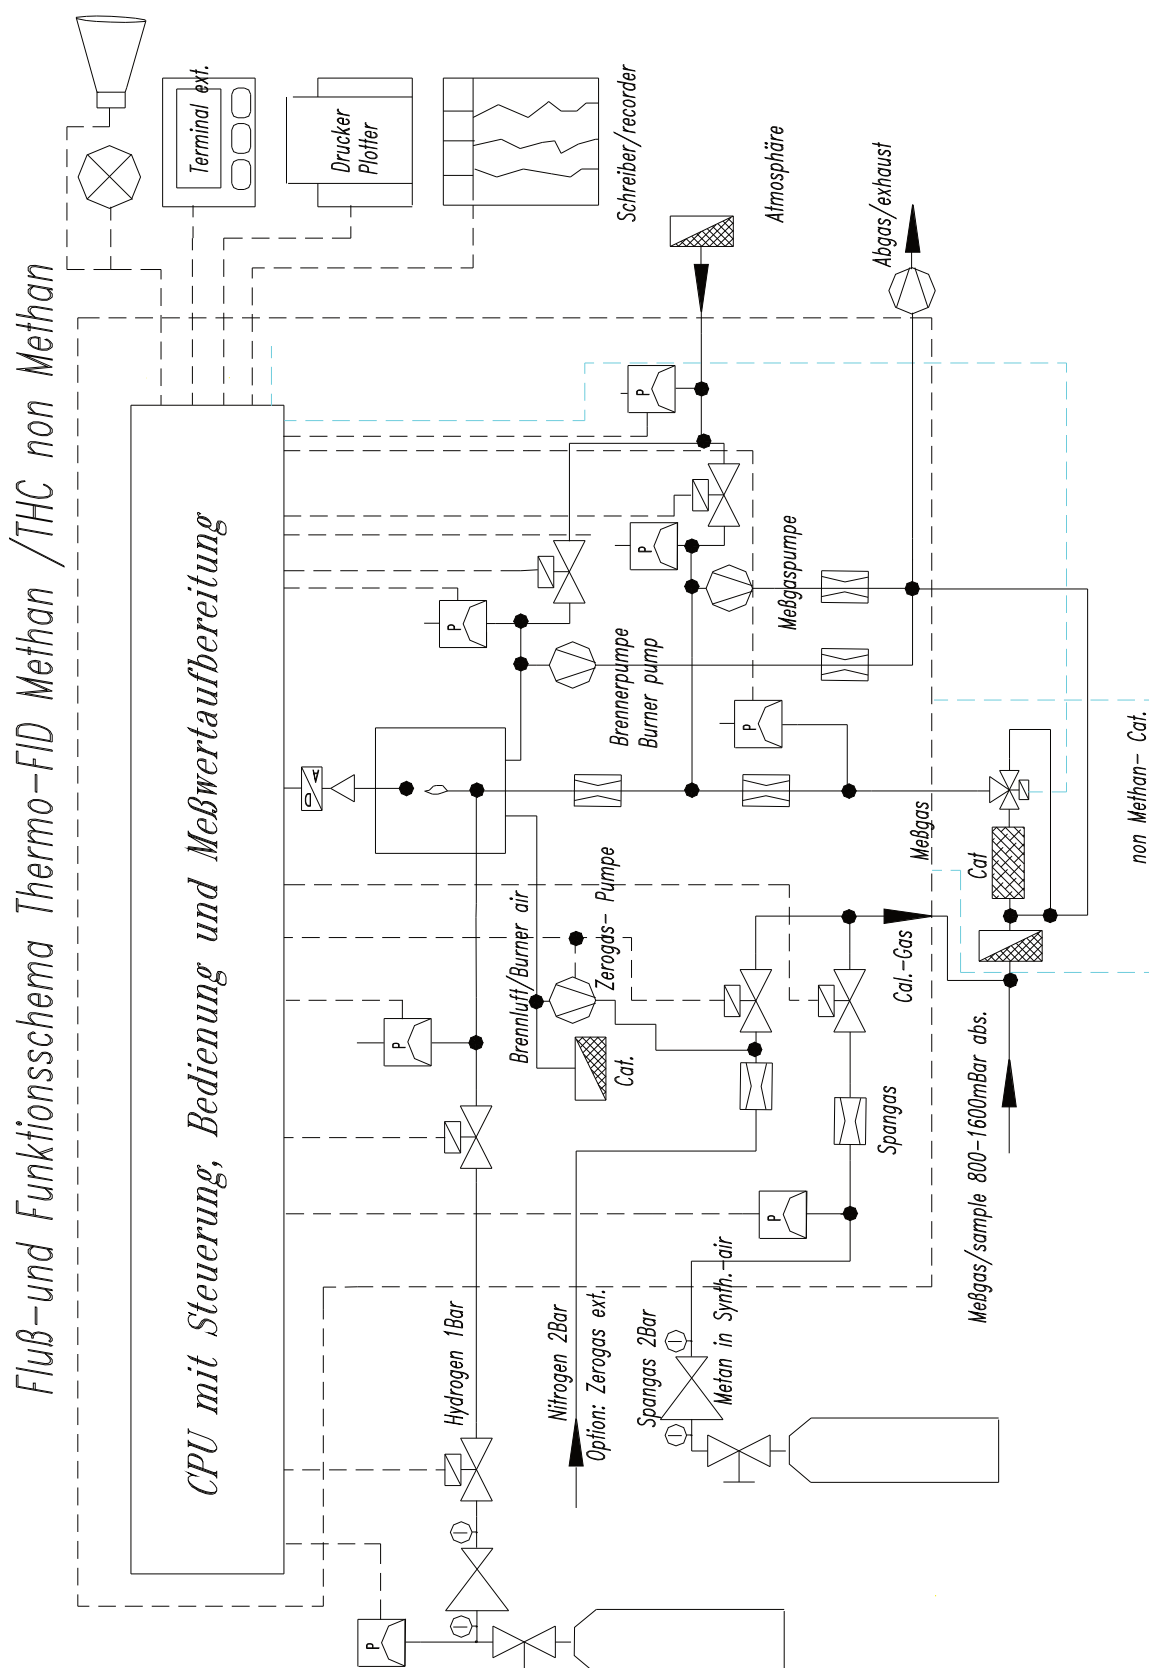 Fluß-und Funktionsschema Thermo-FID Methan /THC non Methan
CPU mit Steuerung, Bedienung und Meßwertaufbereitung
Terminal ext.
Drucker
Plotter
Schreiber/recorder
Atmosphäre
Abgas/exhaust
P
P
P
P
P
A
D
Brennerpumpe
Burner pump
Meßgaspumpe
Meßgas
Cat
non Methan- Cat.
Brennluft/Burner air
Zerogas- Pumpe
Cat.
Cal.-Gas
P
Spangas
P
Meßgas/sample 800-1600mBar abs.
Hydrogen 1Bar
Nitrogen 2Bar
Option: Zerogas ext.
Spangas 2Bar
Metan in Synth.-air
P